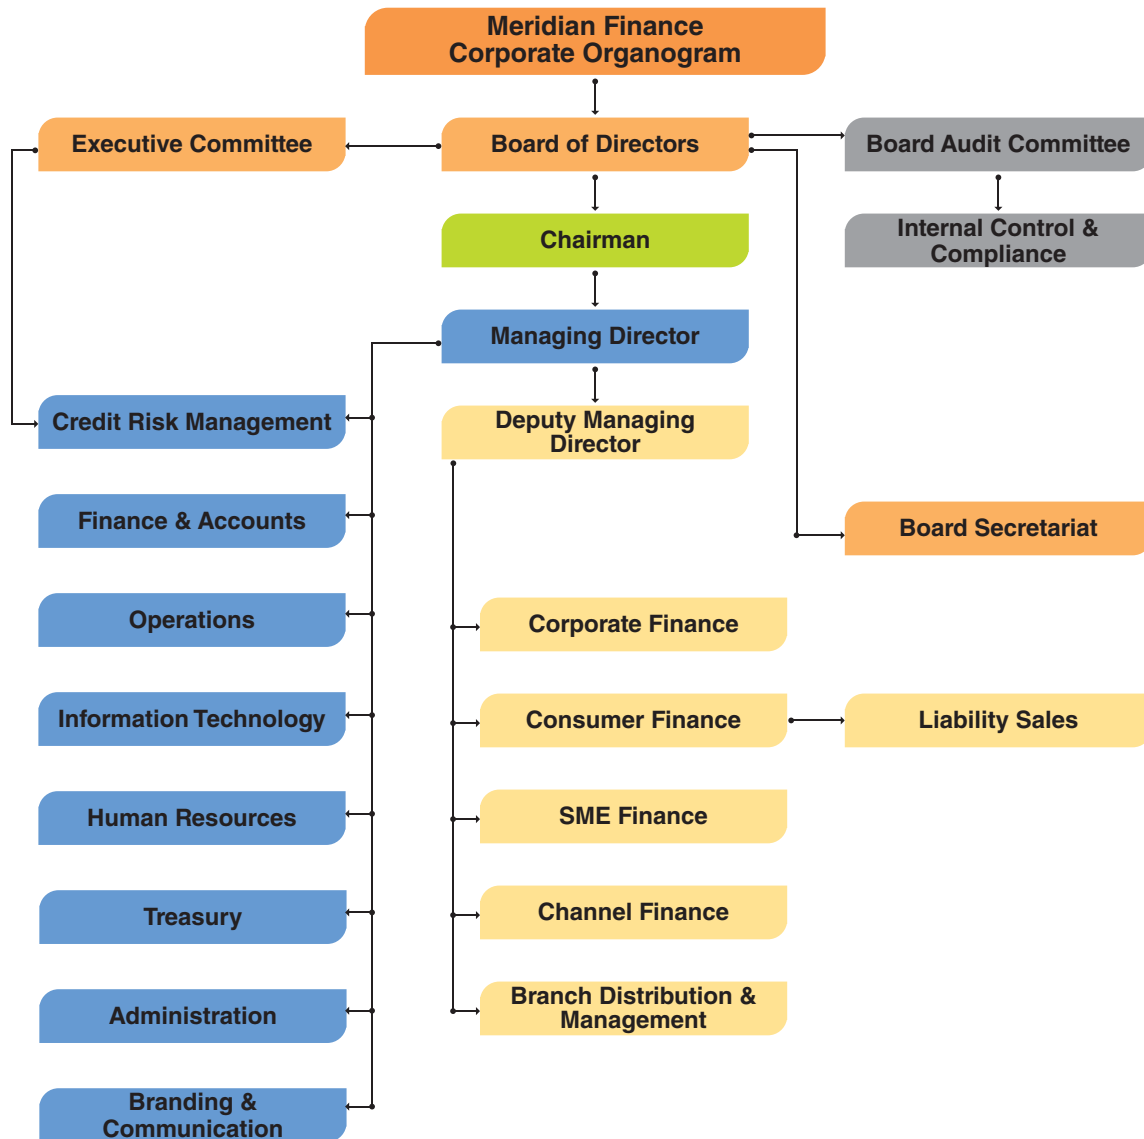 Meridian Finance
Corporate Organogram
Executive Committee
Board of Directors
Board Audit Committee
Chairman
Internal Control &
Compliance
Managing Director
Credit Risk Management
Deputy Managing
Director
Finance & Accounts
Board Secretariat
Operations
Corporate Finance
Information Technology
Consumer Finance
Liability Sales
Human Resources
SME Finance
Treasury
Channel Finance
Administration
Branch Distribution &
Management
Branding &
Communication